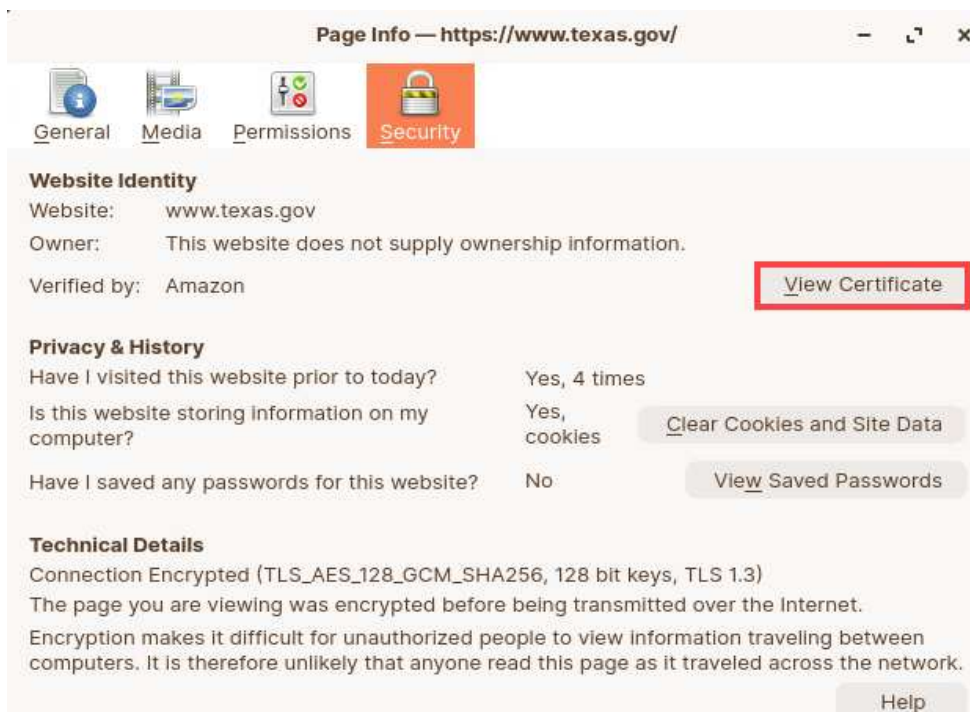 Page Info — https://www.texas.gov/
General Media Permissions Security
Website Identity
Website: www.texas.gov
Owner: This website does not supply ownership information.
Verified by: Amazon View Certificate
Privacy & History
Have I visited this website prior to today? Yes, 4 times
Is this website storing information on my computer? Yes, cookies Clear Cookies and Site Data
Have I saved any passwords for this website? No View Saved Passwords
Technical Details
Connection Encrypted (TLS_AES_128_GCM_SHA256, 128 bit keys, TLS 1.3)
The page you are viewing was encrypted before being transmitted over the Internet.
Encryption makes it difficult for unauthorized people to view information traveling between
computers. It is therefore unlikely that anyone read this page as it traveled across the network.
Help